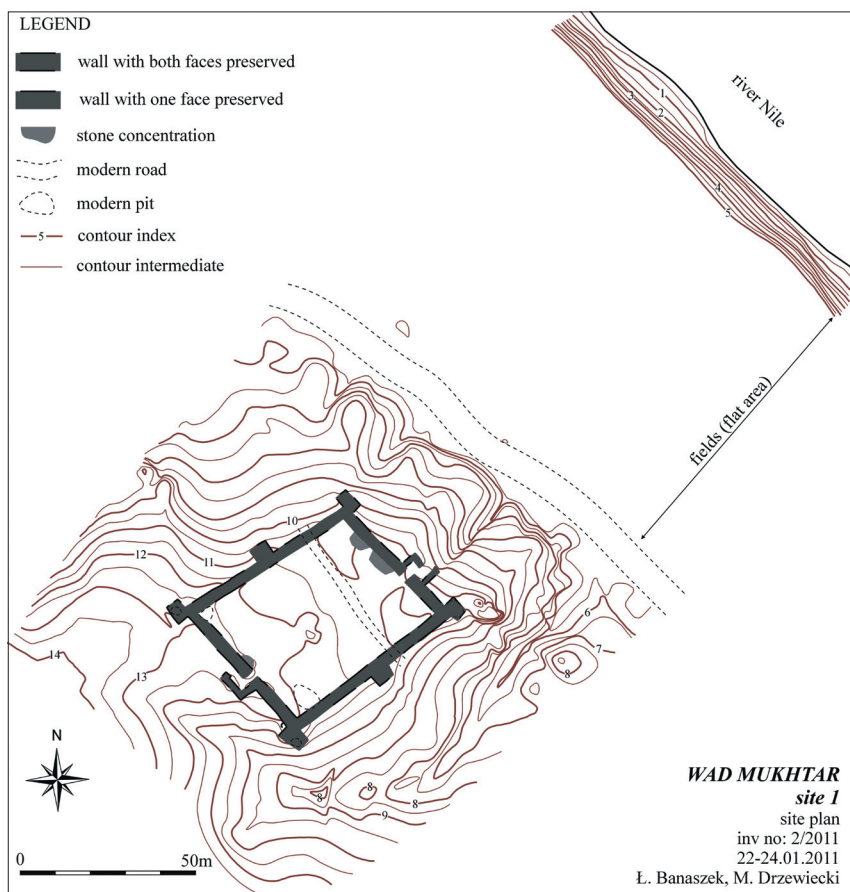 LEGEND
wall with both faces preserved
wall with one face preserved
stone concentration
modern road
modern pit
5
contour index
contour intermediate
river Nile
1
3
2
4
5
fields (flat area)
10
12
11
6
7
8
14
13
N
8
8
8
9
0
50m
WAD MUKHTAR
site 1
site plan
inv no: 2/2011
22-24.01.2011
Ł. Banaszek, M. Drzewiecki